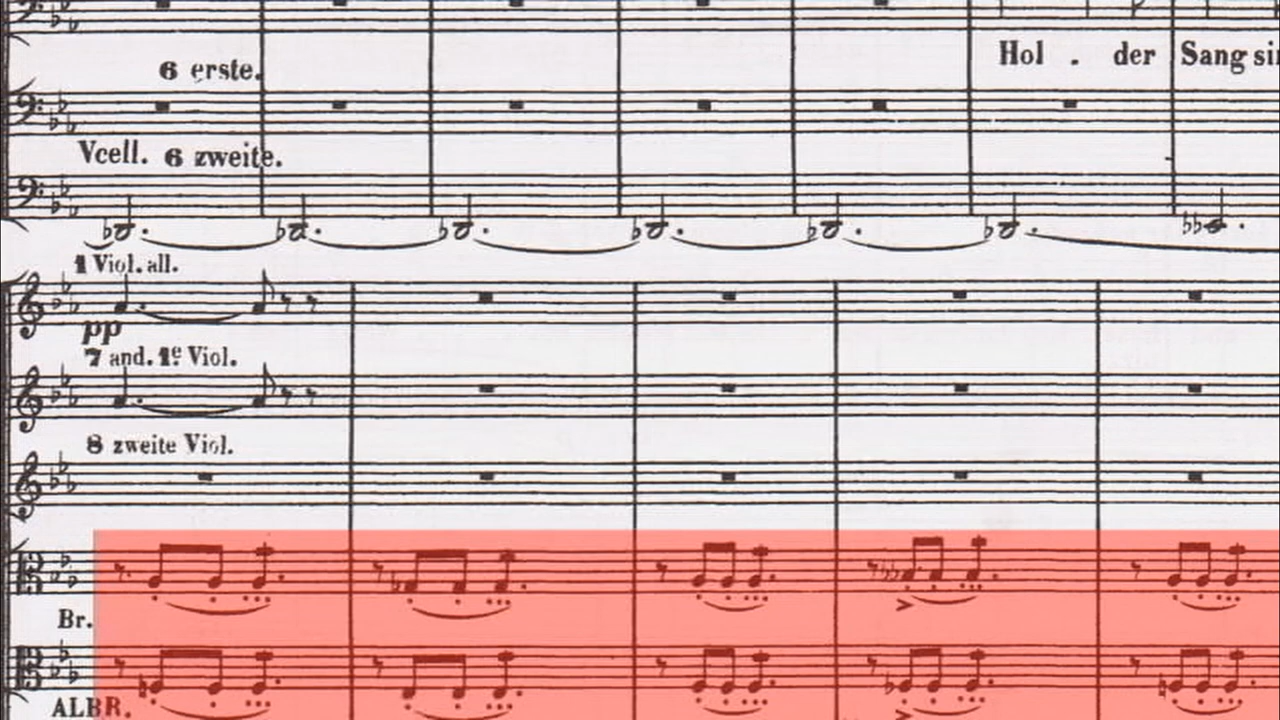 Hol . der Sang si
6 erste.
Vcell. 6 zweite.
1 Viol. all.
pp
7 and. 1e Viol.
8 zweite Viol.
Br.
ALBR.